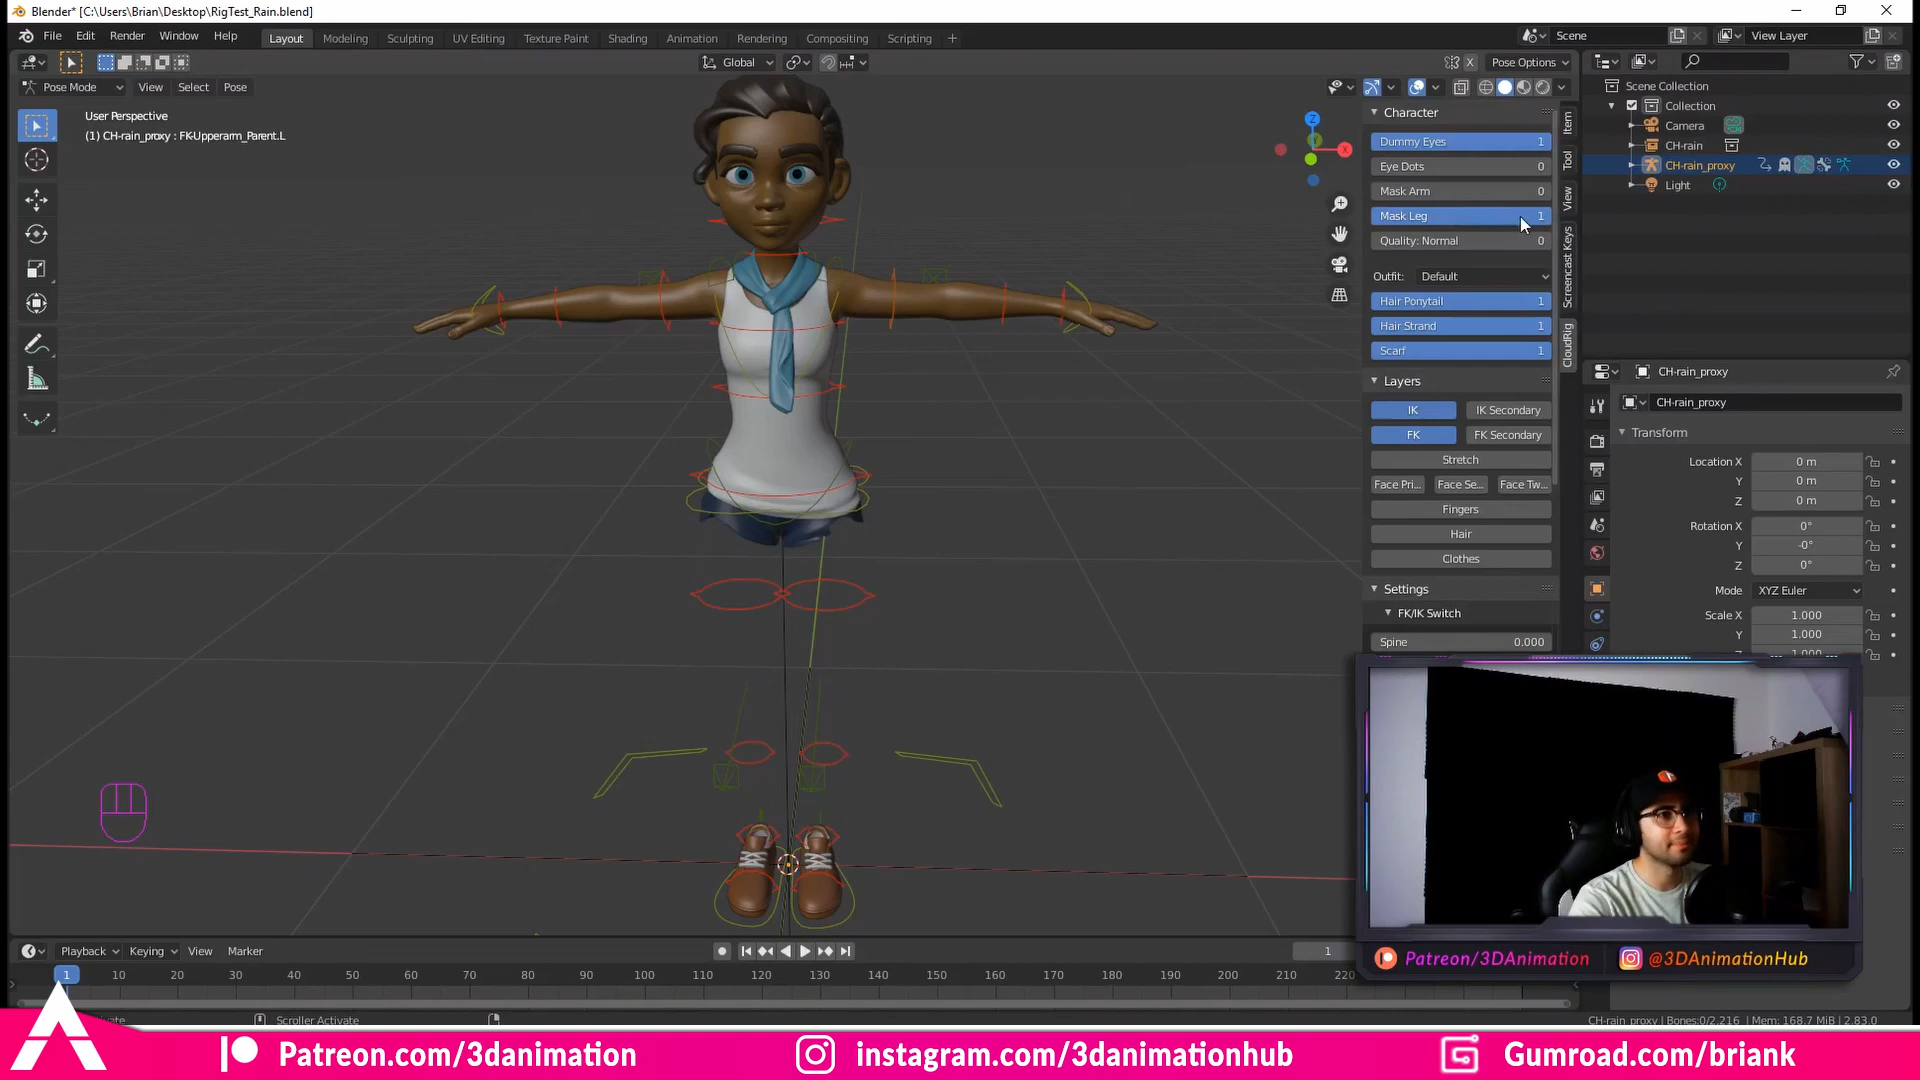 Blender* [C:\Users\Brian\Desktop\RigTest_Rain.blend]
File Edit Render Window Help Layout Modeling Sculpting UV Editing Texture Paint Shading Animation Rendering Compositing Scripting
Scene View Layer
Global Pose Options
Pose Mode View Select Pose
User Perspective
(1) CH-rain_proxy : FK-Upperarm_Parent.L
Z
X
Character
Dummy Eyes 1
Eye Dots 0
Mask Arm 0
Mask Leg 1
Quality: Normal 0
Outfit: Default
Hair Ponytail 1
Hair Strand 1
Scarf 1
Layers
IK IK Secondary
FK FK Secondary
Stretch
Face Pri... Face Se... Face Tw...
Fingers
Hair
Clothes
Settings
FK/IK Switch
Spine 0.000
Item
Tool
View
Screencast Keys
CloudRig
Scene Collection
Collection
Camera
CH-rain
CH-rain_proxy
Light
CH-rain_proxy
CH-rain_proxy
Transform
Location X 0 m
Y 0 m
Z 0 m
Rotation X 0°
Y -0°
Z 0°
Mode XYZ Euler
Scale X 1.000
Y 1.000
Patreon/3DAnimation @3DAnimationHub
Playback Keying View Marker 1
1 10 20 30 40 50 60 70 80 90 100 110 120 130 140 150 160 170 180 190 200 210 220
Scroller Activate
CH-rain_proxy | Bones:0/2,216 | Mem: 168.7 MiB | 2.83.0
Patreon.com/3danimation instagram.com/3danimationhub Gumroad.com/briank